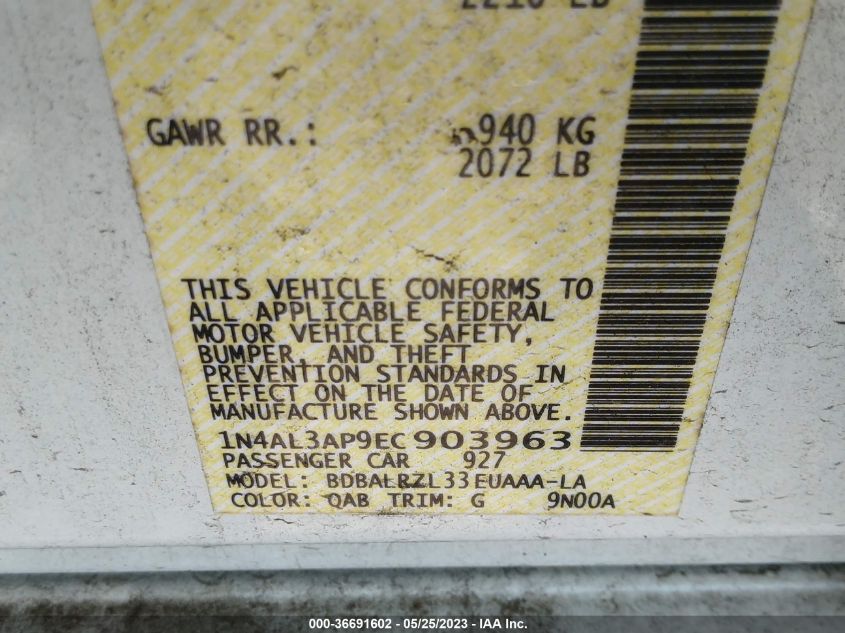 2210 LB
GAWR RR.: 940 KG
2072 LB
THIS VEHICLE CONFORMS TO
ALL APPLICABLE FEDERAL
MOTOR VEHICLE SAFETY,
BUMPER, AND THEFT
PREVENTION STANDARDS IN
EFFECT ON THE DATE OF
MANUFACTURE SHOWN ABOVE.
1N4AL3AP9EC903963
PASSENGER CAR 927
MODEL: BDBALRZL33EUAAA-LA
COLOR: QAB TRIM: G 9N00A
000-36691602 - 05/25/2023 - IAA Inc.